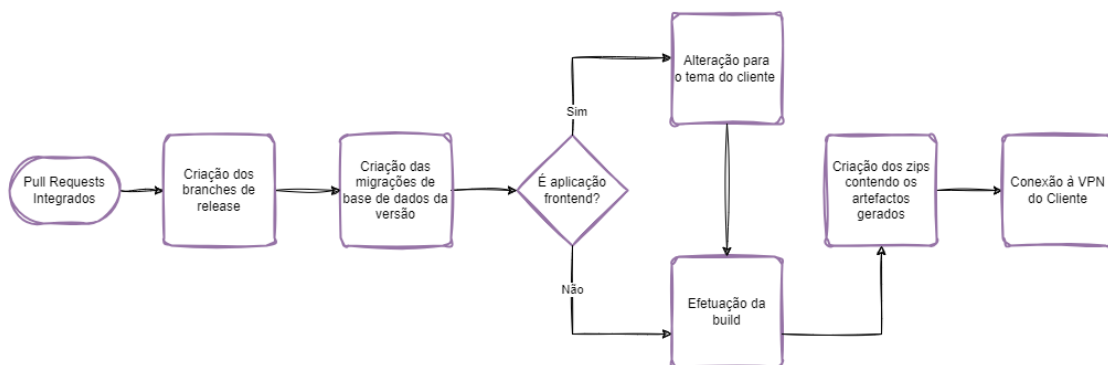 Pull Requests
Integrados
Criação dos
branches de
release
Criação das
migrações de
base de dados da
versão
É aplicação
frontend?
Sim
Alteração para
o tema do cliente
Não
Efetuação da
build
Criação dos zips
contendo os
artefactos
gerados
Conexão à VPN
do Cliente